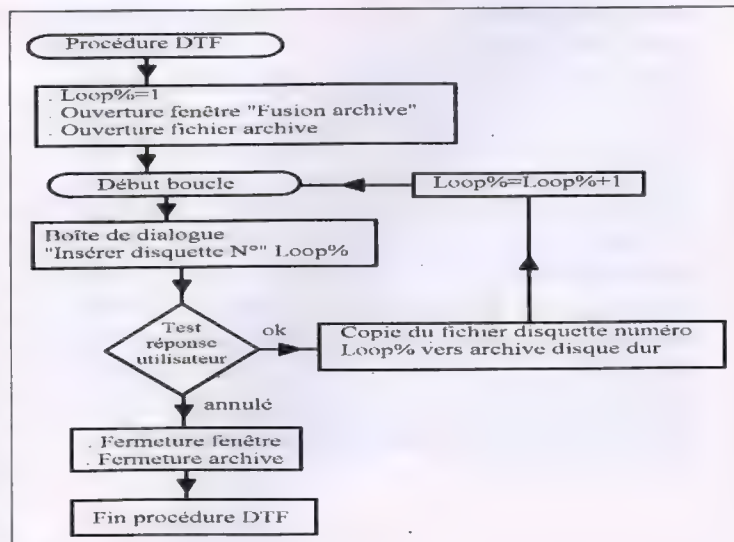 Procédure DTF
. Loop%=1
. Ouverture fenêtre "Fusion archive"
. Ouverture fichier archive
Début boucle
Loop%=Loop%+1
Boîte de dialogue
"Insérer disquette N°" Loop%
Test
réponse
utilisateur
ok
Copie du fichier disquette numéro
Loop% vers archive disque dur
annulé
. Fermeture fenêtre
. Fermeture archive
Fin procédure DTF